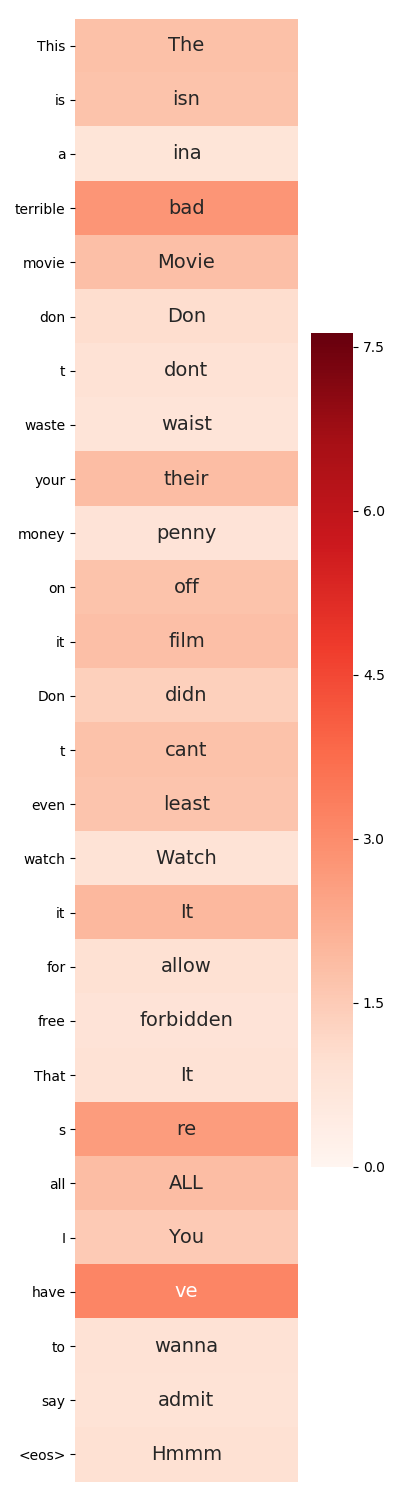 This The
is isn
a ina
terrible bad
movie Movie
don Don
t dont
waste waist
your their
money penny
on off
it film
Don didn
t cant
even least
watch Watch
it It
for allow
free forbidden
That It
s re
all ALL
I You
have ve
to wanna
say admit
<eos> Hmmm
7.5
6.0
4.5
3.0
1.5
0.0